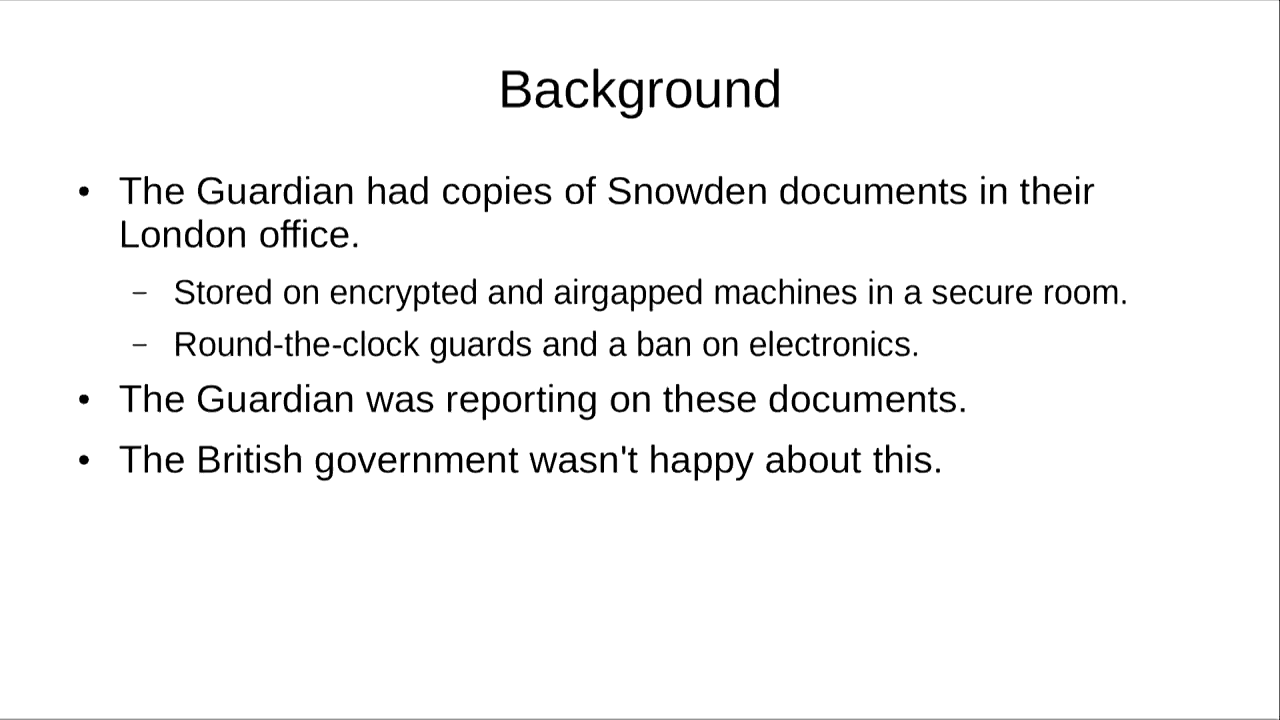 Background
• The Guardian had copies of Snowden documents in their
London office.
– Stored on encrypted and airgapped machines in a secure room.
– Round-the-clock guards and a ban on electronics.
• The Guardian was reporting on these documents.
• The British government wasn't happy about this.